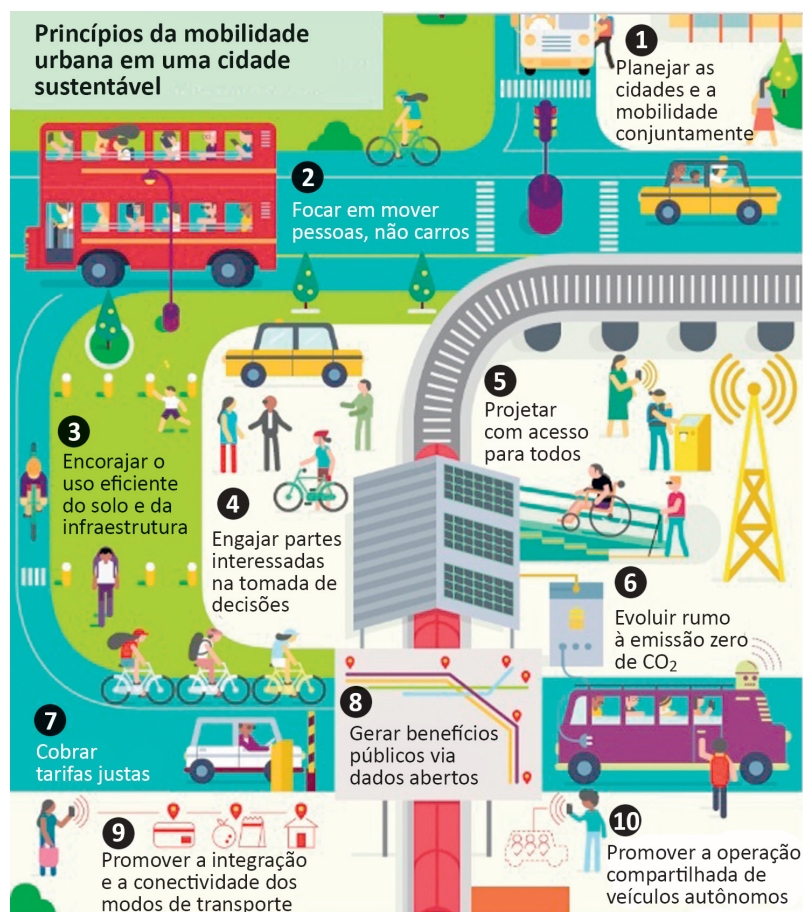 Princípios da mobilidade
urbana em uma cidade
sustentável
1
Planejar as
cidades e a
mobilidade
conjuntamente
2
Focar em mover
pessoas, não carros
3
Encorajar o
uso eficiente
do solo e da
infraestrutura
4
Engajar partes
interessadas
na tomada de
decisões
5
Projetar
com acesso
para todos
6
Evoluir rumo
à emissão zero
de CO₂
7
Cobrar
tarifas justas
8
Gerar benefícios
públicos via
dados abertos
9
Promover a integração
e a conectividade dos
modos de transporte
10
Promover a operação
compartilhada de
veículos autônomos